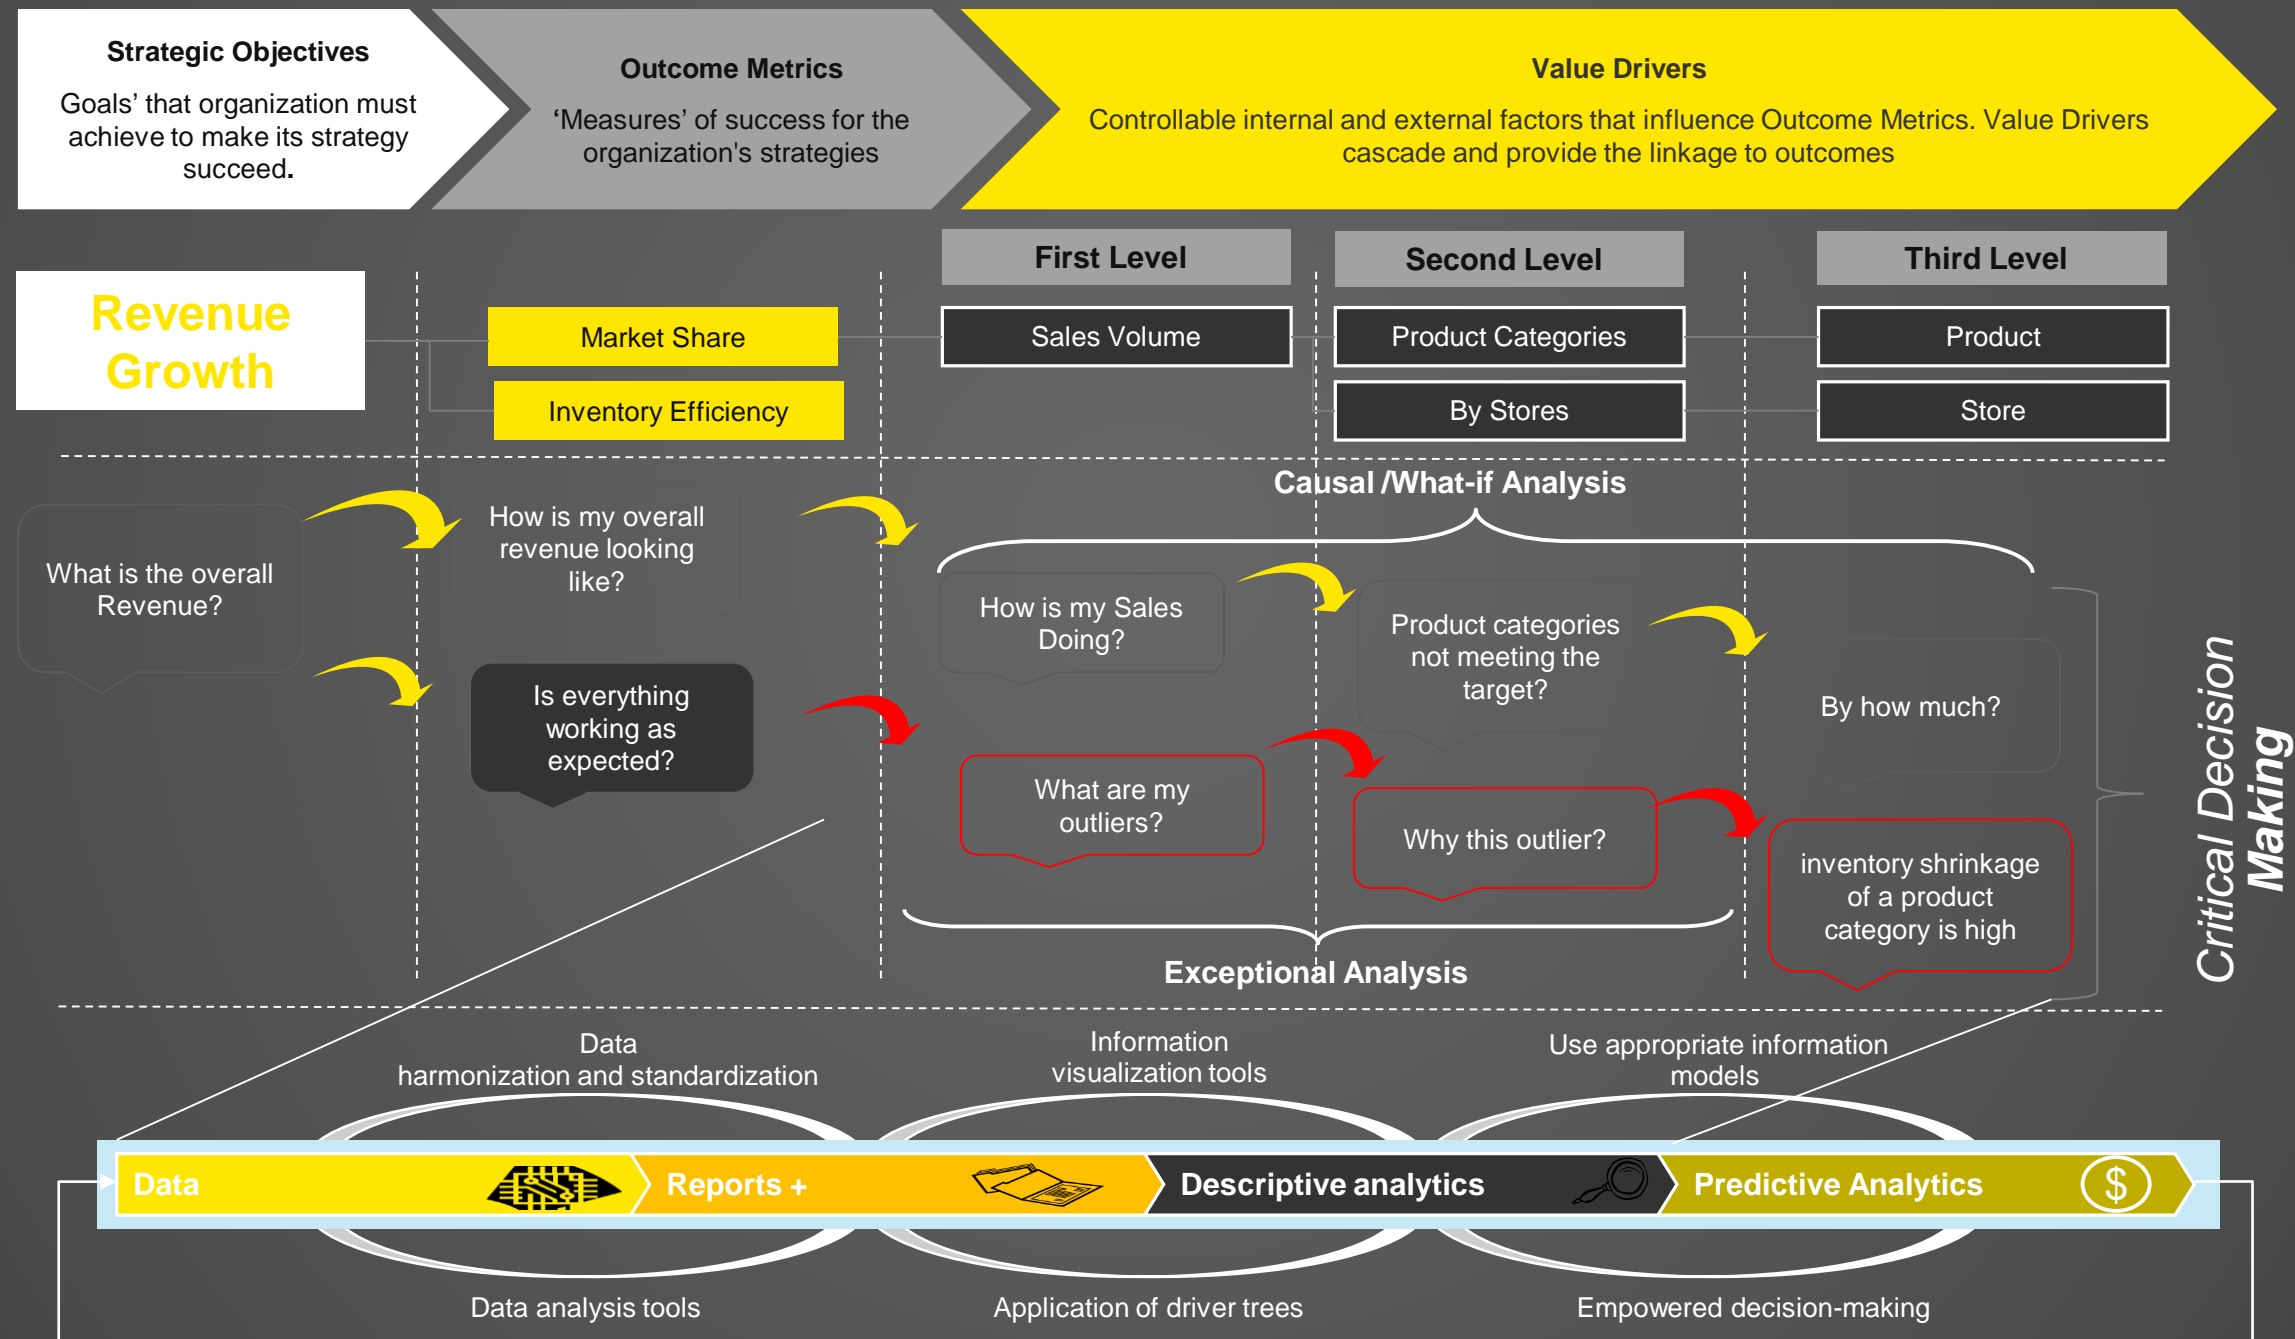 Strategic Objectives
Goals’ that organization must
achieve to make its strategy
succeed.
Outcome Metrics
‘Measures’ of success for the
organization's strategies
Value Drivers
Controllable internal and external factors that influence Outcome Metrics. Value Drivers
cascade and provide the linkage to outcomes
First Level
Second Level
Third Level
Revenue
Growth
Market Share
Inventory Efficiency
Sales Volume
Product Categories
By Stores
Product
Store
Causal /What-if Analysis
What is the overall
Revenue?
How is my overall
revenue looking
like?
Is everything
working as
expected?
How is my Sales
Doing?
Product categories
not meeting the
target?
By how much?
What are my
outliers?
Why this outlier?
inventory shrinkage
of a product
category is high
Exceptional Analysis
Critical Decision
Making
Data
harmonization and standardization
Information
visualization tools
Use appropriate information
models
Data
Reports +
Descriptive analytics
Predictive Analytics
$
Data analysis tools
Application of driver trees
Empowered decision-making